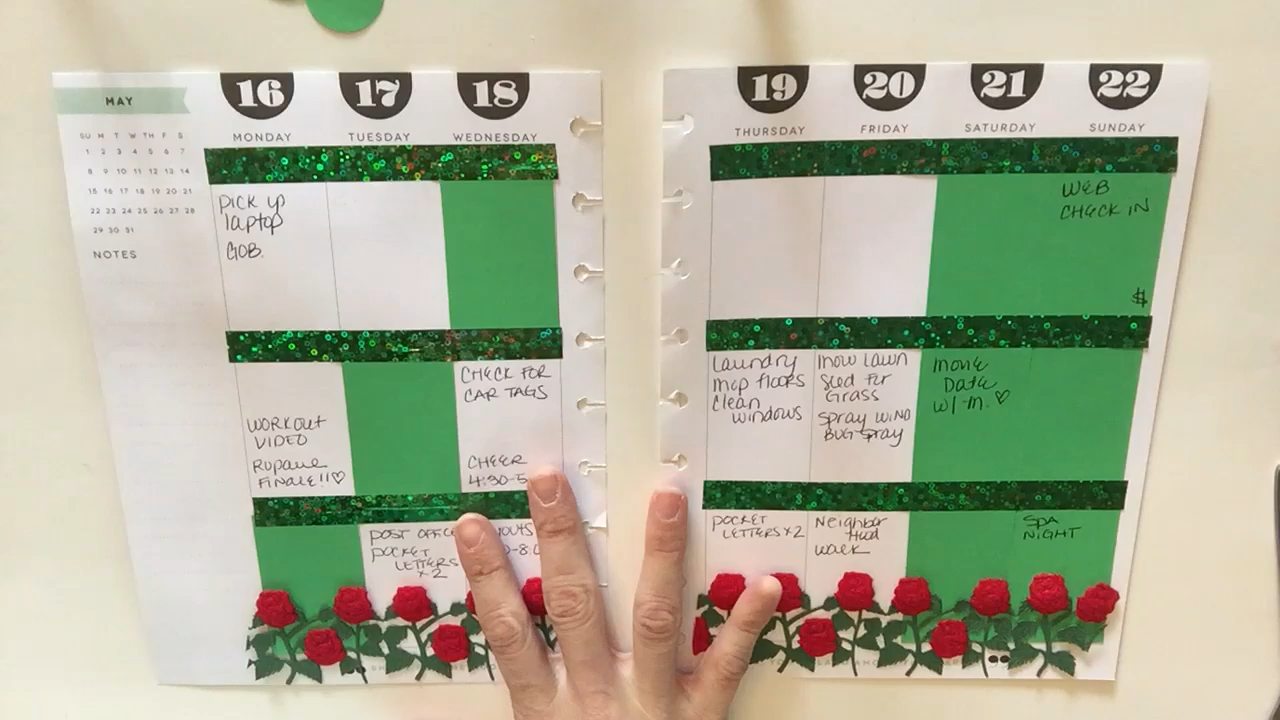 MAY
SU M T W TH F S
1 2 3 4 5 6 7
8 9 10 11 12 13 14
15 16 17 18 19 20 21
22 23 24 25 26 27 28
29 30 31
NOTES
16
MONDAY
Pick up
laptop
GOB.
WORKOUT
VIDEO
Rupaul
Finale!!♡
17
TUESDAY
POST OFFICE
POCKET
LETTERS
x2
18
WEDNESDAY
CHECK FOR
CAR TAGS
CHEER
4:30-5
19
THURSDAY
Laundry
mop floors
Clean
windows
POCKET
LETTERS x2
20
FRIDAY
mow Lawn
Seed For
Grass
Spray
BUG Spray
Neighbor
Hood
walk
21
SATURDAY
movie
Date
w/ m. ♡
22
SUNDAY
WEB
CHECK IN
$
SPA
NIGHT